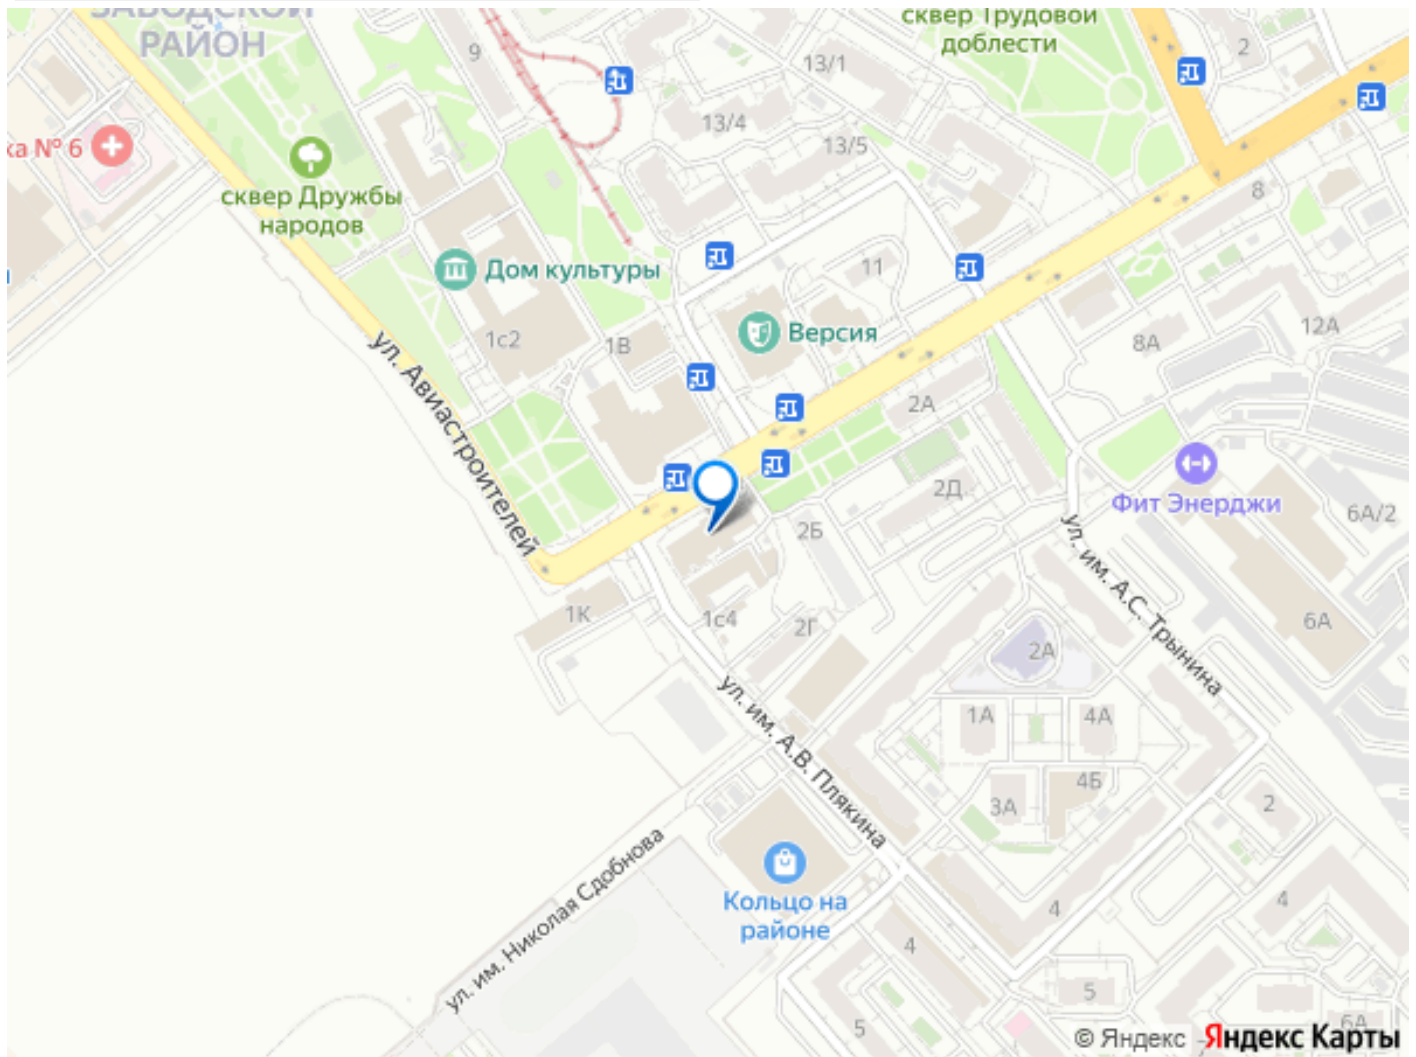 ЗАВОДСКОЙ
РАЙОН
9
сквер Трудовой
доблести
2
13/1
13/4
13/5
ка № 6
сквер Дружбы
народов
8
Дом культуры
11
Версия
1с2
1В
12А
8А
ул. Авиастроителей
2А
2Д
Фит Энерджи
6А/2
2Б
ул. им. А.С. Трынина
1К
1с4
2Г
6А
2А
ул. им. А.В. Плякина
1А
4А
4Б
3А
2
ул. им. Николая Сдобнова
Кольцо на
районе
4
4
4
5
5
6А
© Яндекс Яндекс Карты